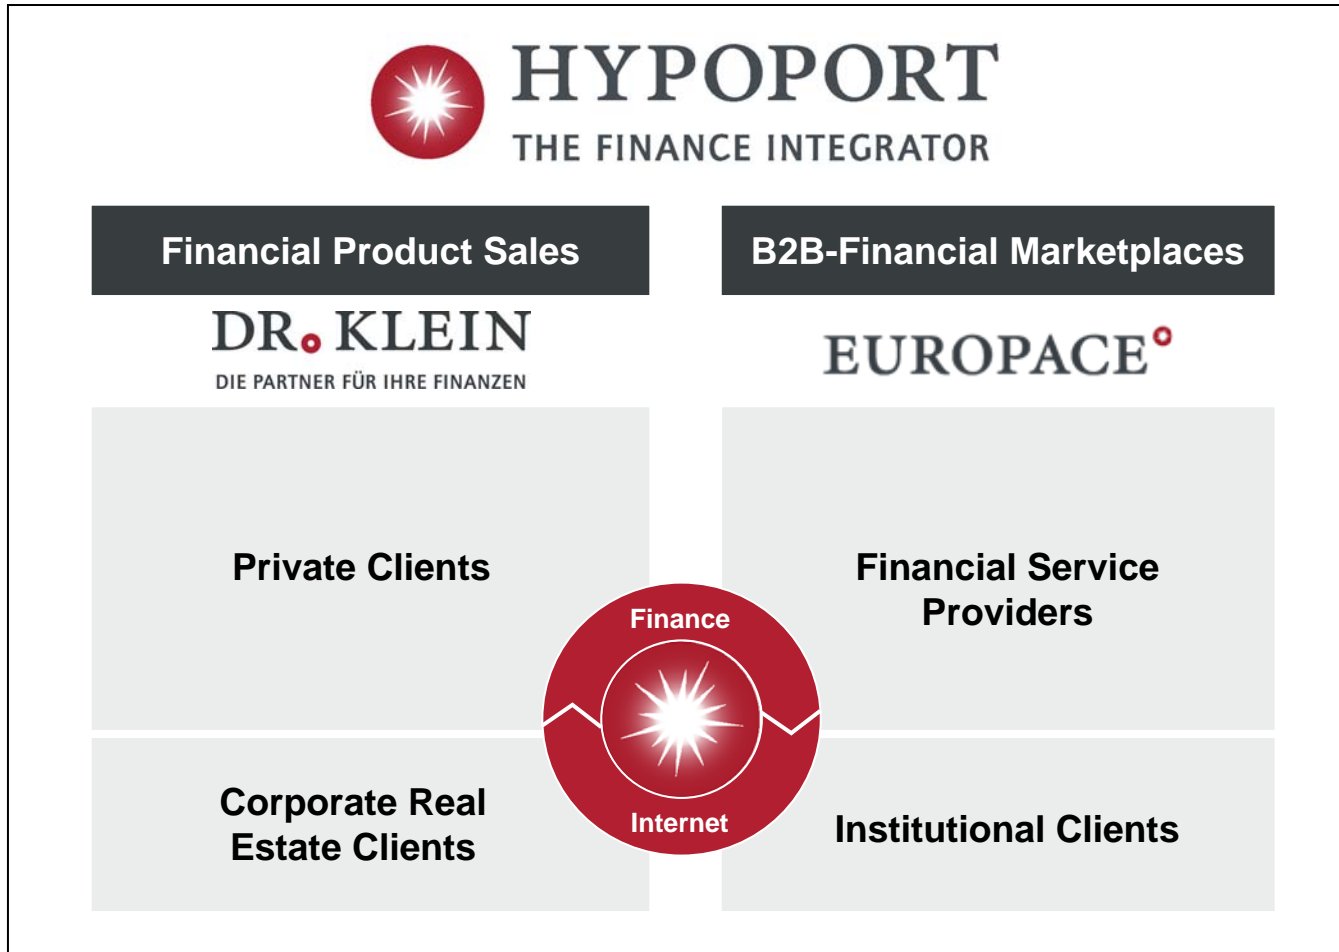 HYPOPORT
THE FINANCE INTEGRATOR
Financial Product Sales
DR. KLEIN
DIE PARTNER FÜR IHRE FINANZEN
Private Clients
Corporate Real
Estate Clients
B2B-Financial Marketplaces
EUROPACE
Financial Service
Providers
Institutional Clients
Finance
Internet